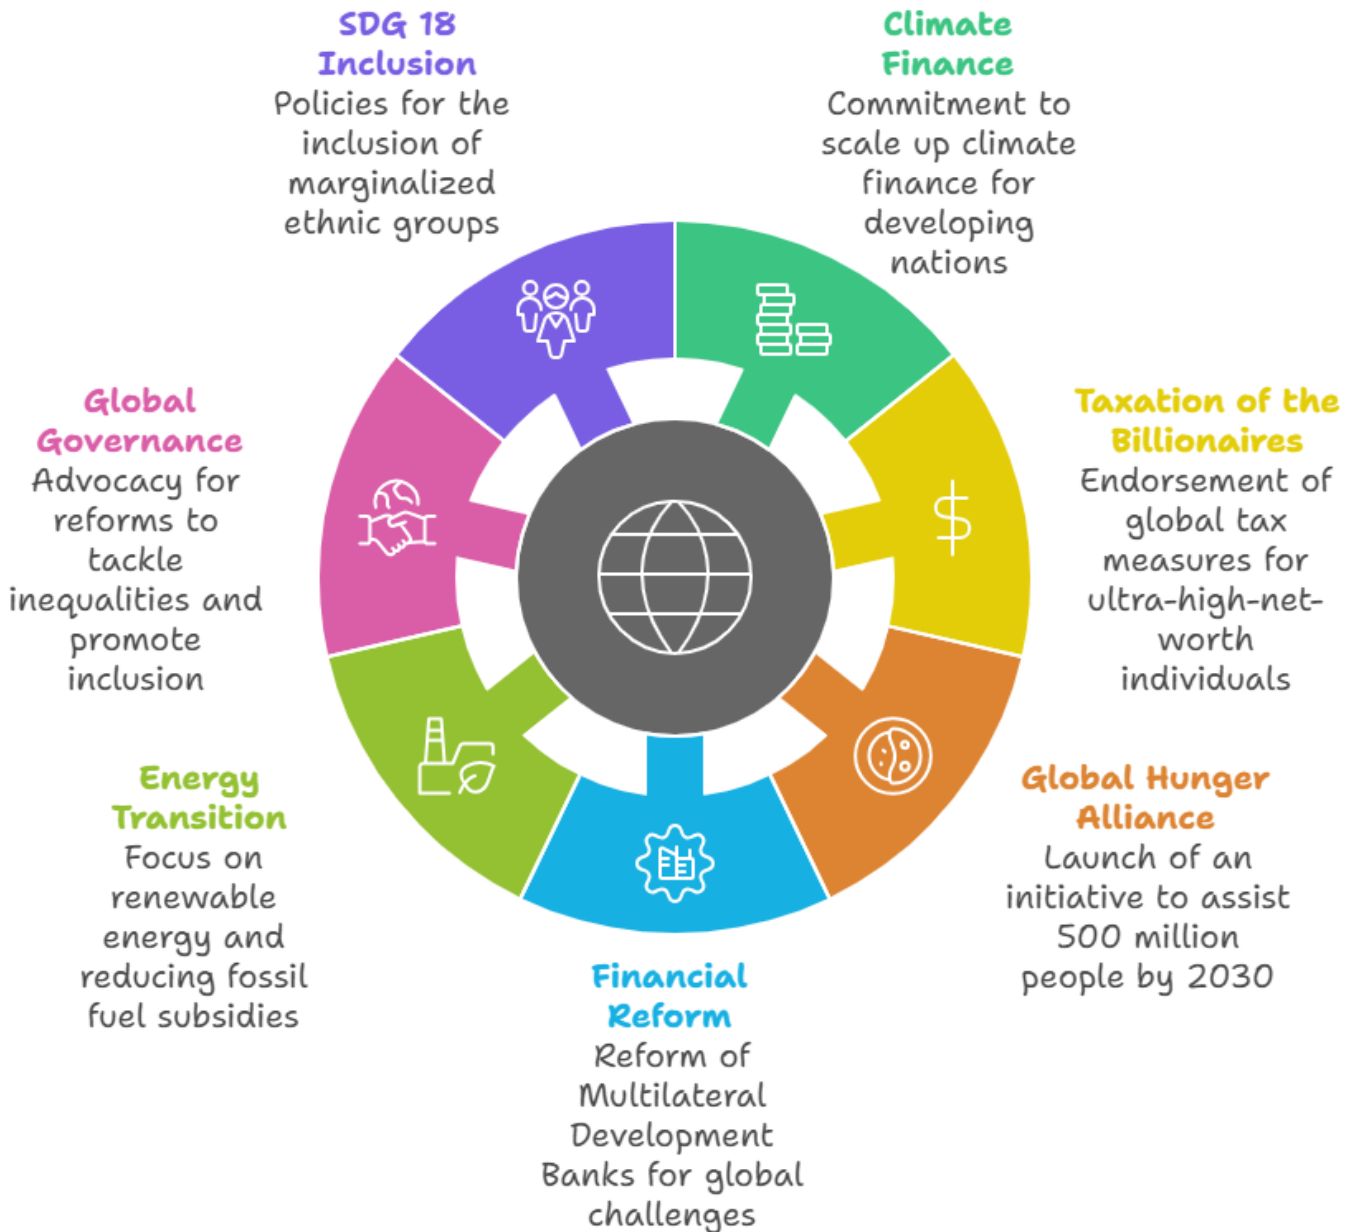 SDG 18
Inclusion
Policies for the
inclusion of
marginalized
ethnic groups
Climate
Finance
Commitment to
scale up climate
finance for
developing
nations
Global
Governance
Advocacy for
reforms to
tackle
inequalities and
promote
inclusion
Taxation of the
Billionaires
Endorsement of
global tax
measures for
ultra-high-net-
worth
individuals
$
Energy
Transition
Focus on
renewable
energy and
reducing fossil
fuel subsidies
Global Hunger
Alliance
Launch of an
initiative to assist
500 million
people by 2030
Financial
Reform
Reform of
Multilateral
Development
Banks for global
challenges